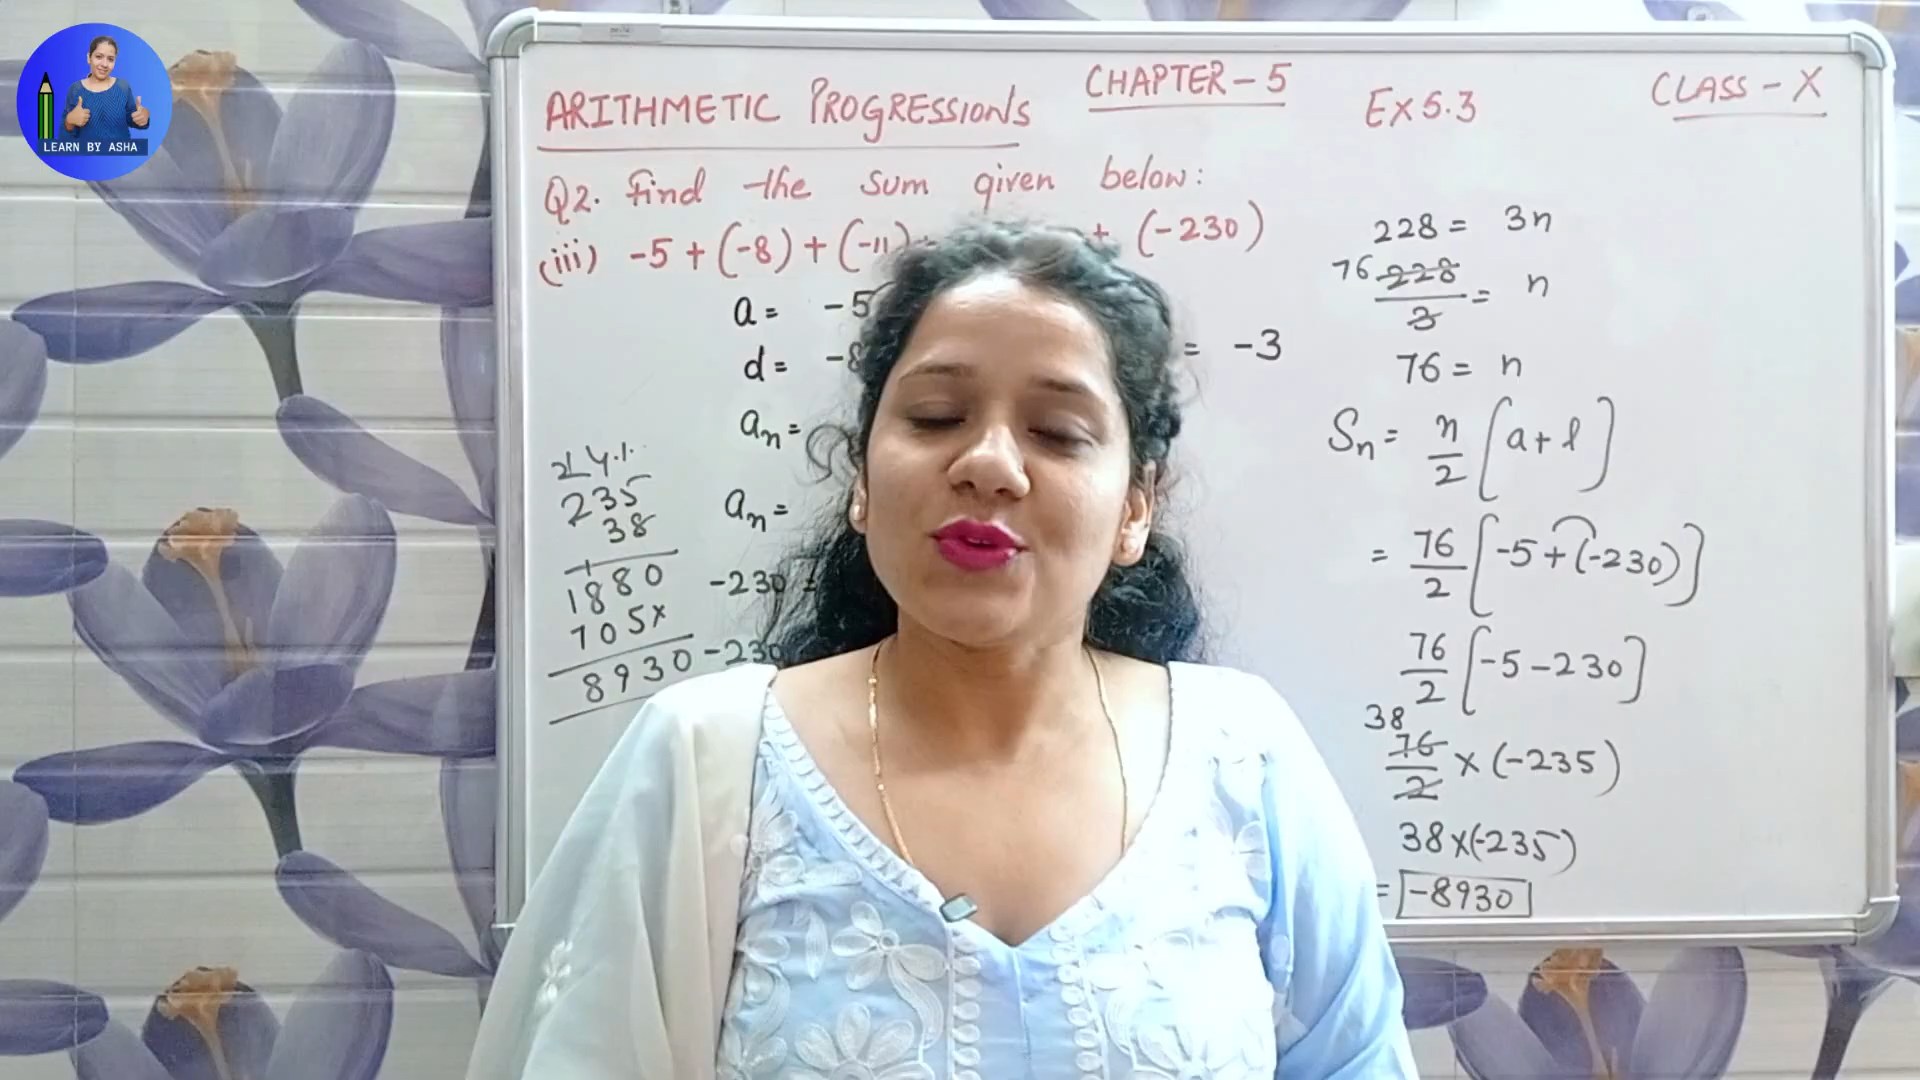 LEARN BY ASHA
ARITHMETIC PROGRESSIONS CHAPTER-5 EX 5.3 CLASS-X
Q2. Find the sum given below:
(iii) -5 + (-8) + (-11) + + (-230)
a = -5
d = -8 = -3
an =
an =
-230 =
-230
235
38
1880
705x
8930
228 = 3n
76 228 = n
3
76 = n
Sn = n/2 [a+l]
= 76/2 [-5+(-230)]
76/2 [-5-230]
38
76/2 x (-235)
38x(-235)
= -8930